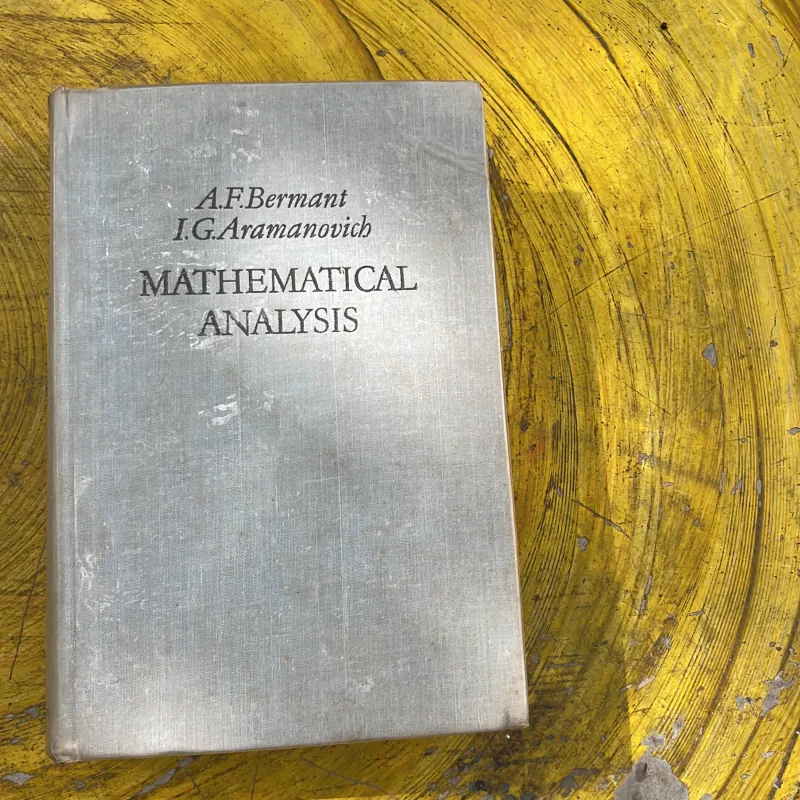 A.F.Bermant
I.G.Aramanovich
MATHEMATICAL
ANALYSIS